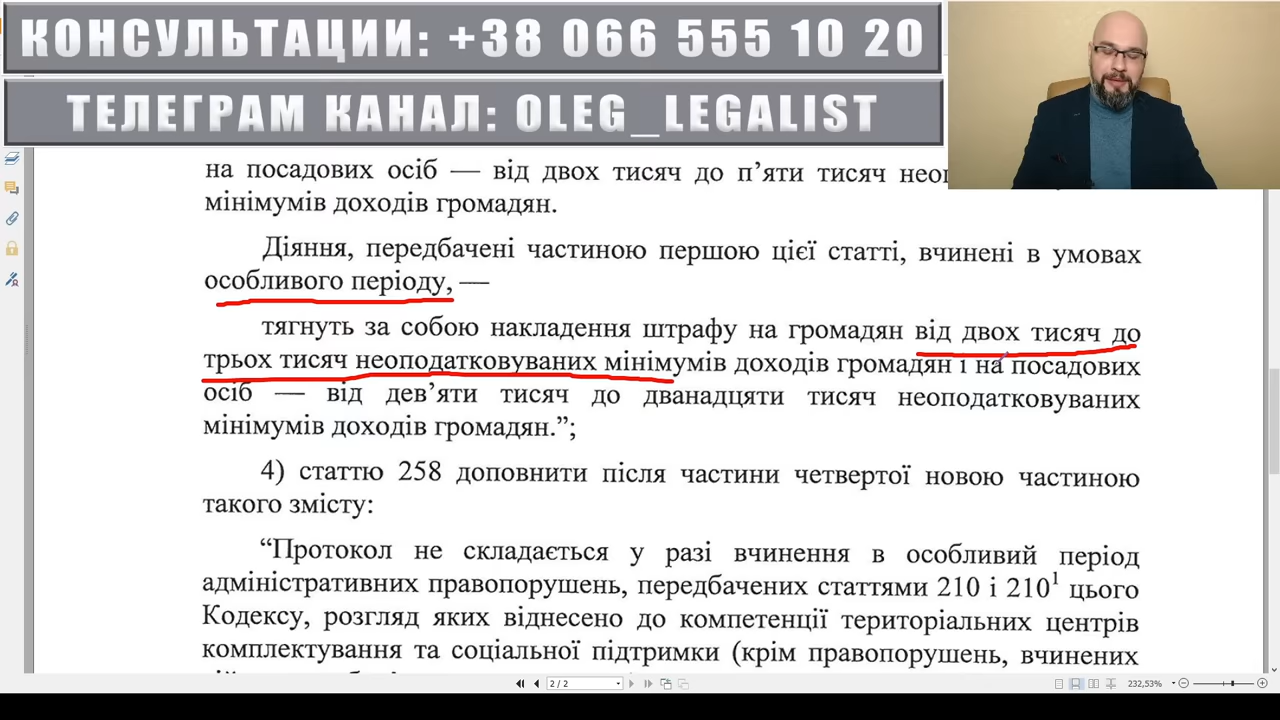 КОНСУЛЬТАЦИИ: +38 066 555 10 20
ТЕЛЕГРАМ КАНАЛ: OLEG_LEGALIST
на посадових осіб — від двох тисяч до п’яти тисяч
мінімумів доходів громадян.
Діяння, передбачені частиною першою цієї статті, вчинені в умовах
особливого періоду, —
тягнуть за собою накладення штрафу на громадян від двох тисяч до
трьох тисяч неоподатковуваних мінімумів доходів громадян і на посадових
осіб — від дев’яти тисяч до дванадцяти тисяч неоподатковуваних
мінімумів доходів громадян.”;
4) статтю 258 доповнити після частини четвертої новою частиною
такого змісту:
“Протокол не складається у разі вчинення в особливий період
адміністративних правопорушень, передбачених статтями 210 і 210¹ цього
Кодексу, розгляд яких віднесено до компетенції територіальних центрів
комплектування та соціальної підтримки (крім правопорушень, вчинених
2 / 2
232,53%